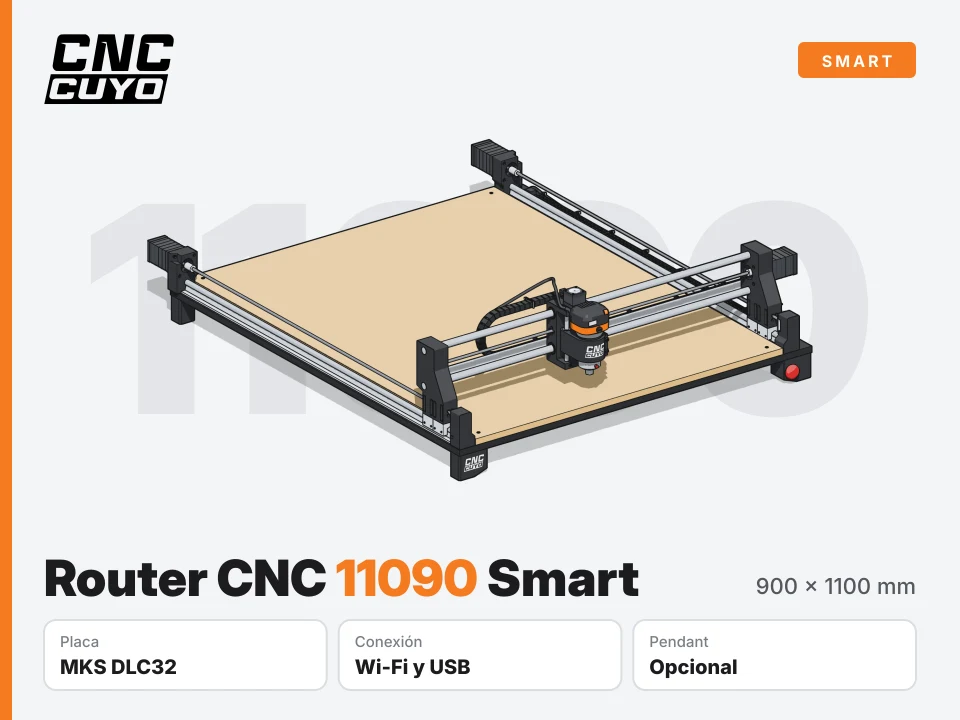 CNC
CUYO
SMART
11090
CNC
CUYO
CNC
CUYO
Router CNC 11090 Smart
900 × 1100 mm
Placa
MKS DLC32
Conexión
Wi-Fi y USB
Pendant
Opcional